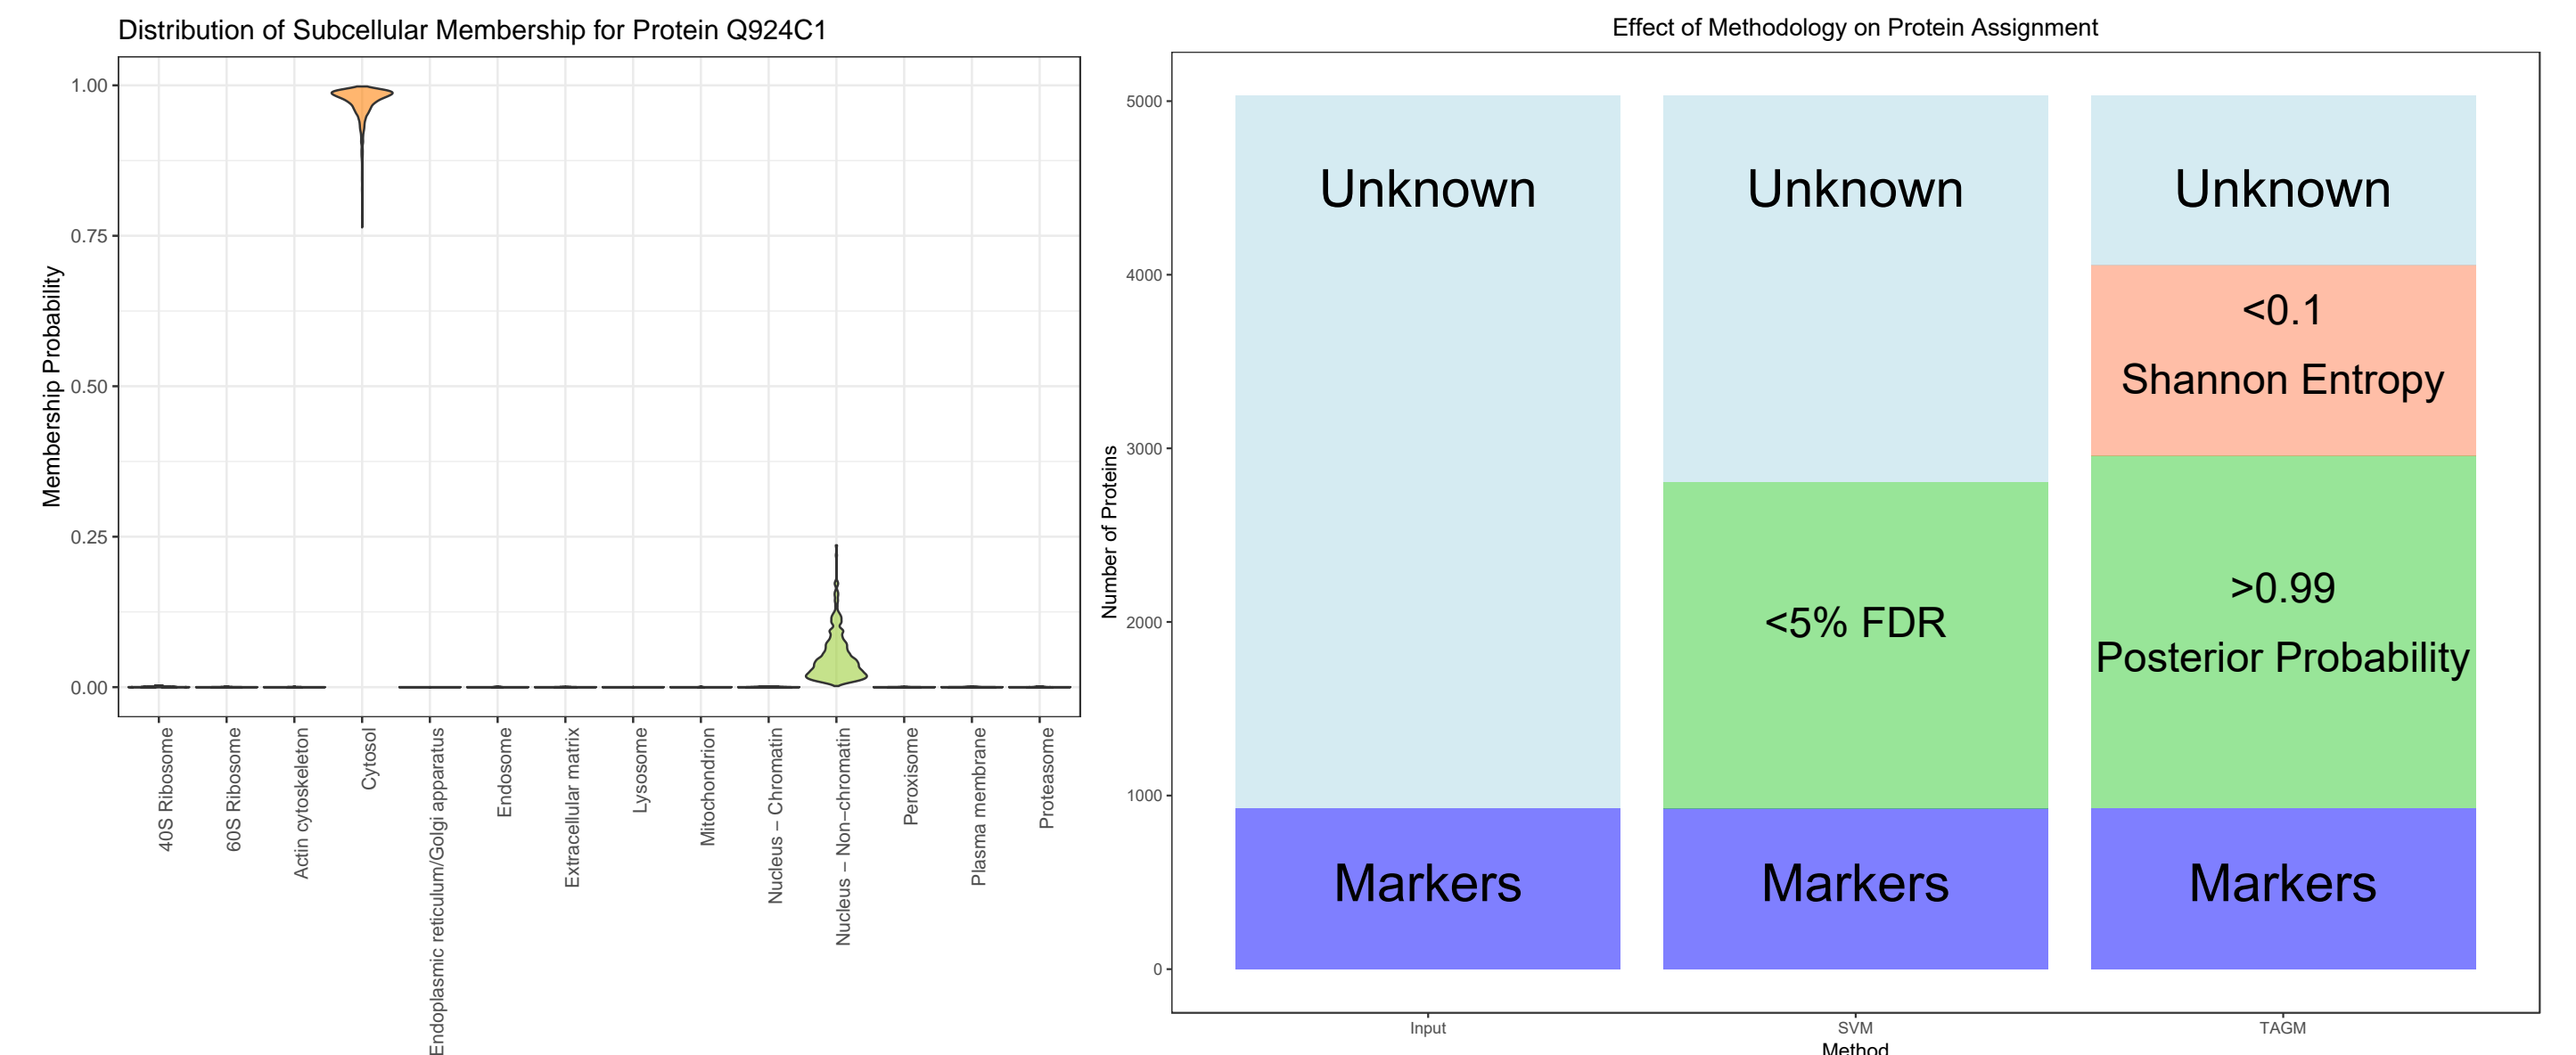 Distribution of Subcellular Membership for Protein Q924C1
Membership Probability
1.00
0.75
0.50
0.25
0.00
40S Ribosome
60S Ribosome
Actin cytoskeleton
Cytosol
Endoplasmic reticulum/Golgi apparatus
Endosome
Extracellular matrix
Lysosome
Mitochondrion
Nucleus − Chromatin
Nucleus − Non−chromatin
Peroxisome
Plasma membrane
Proteasome
Effect of Methodology on Protein Assignment
Number of Proteins
5000
4000
3000
2000
1000
0
Unknown
Markers
Unknown
<5% FDR
Markers
Unknown
<0.1
Shannon Entropy
>0.99
Posterior Probability
Markers
Input
SVM
TAGM
Method